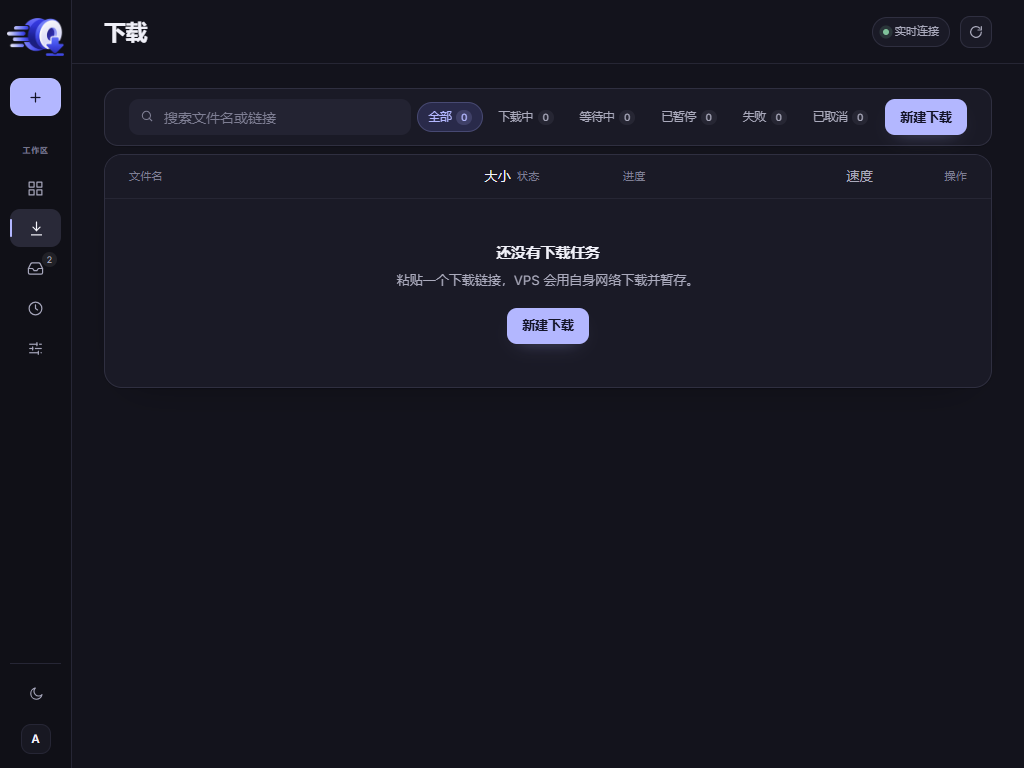 下载
实时连接
+
工作区
2
A
搜索文件名或链接
全部 0 下载中 0 等待中 0 已暂停 0 失败 0 已取消 0 新建下载
文件名 大小 状态 进度 速度 操作
还没有下载任务
粘贴一个下载链接，VPS 会用自身网络下载并暂存。
新建下载